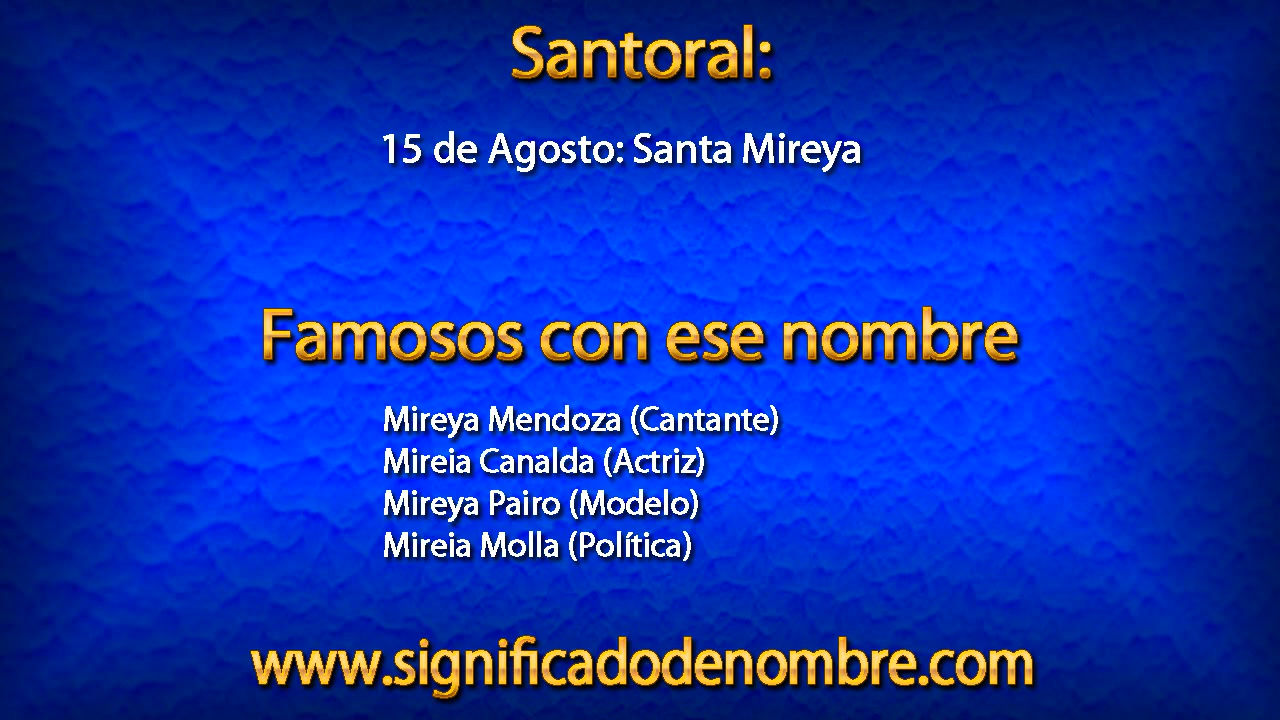 Santoral:
15 de Agosto: Santa Mireya
Famosos con ese nombre
Mireya Mendoza (Cantante)
Mireia Canalda (Actriz)
Mireya Pairo (Modelo)
Mireia Molla (Política)
www.significadodenombre.com